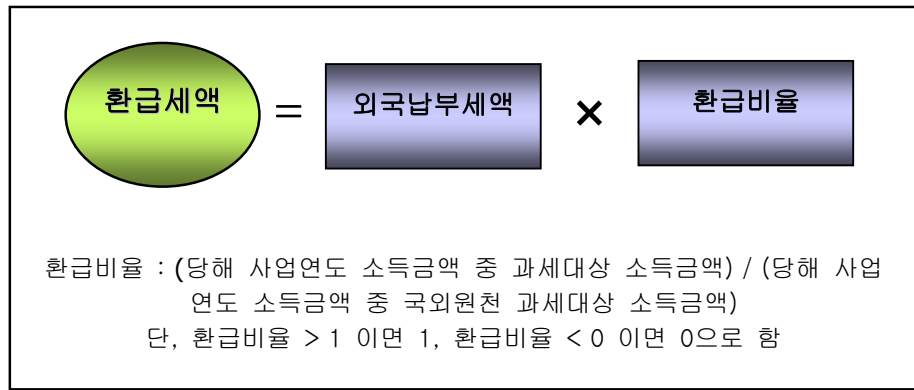 환급세액 = 외국납부세액 × 환급비율
환급비율 : (당해 사업연도 소득금액 중 과세대상 소득금액) / (당해 사업
연도 소득금액 중 국외원천 과세대상 소득금액)
단, 환급비율 > 1 이면 1, 환급비율 < 0 이면 0으로 함